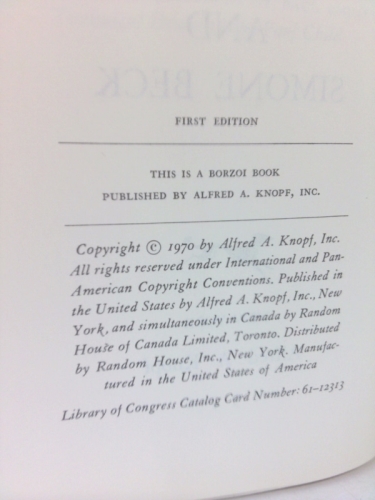 AND
SIMONE BECK
FIRST EDITION
THIS IS A BORZOI BOOK
PUBLISHED BY ALFRED A. KNOPF, INC.
Copyright © 1970 by Alfred A. Knopf, Inc.
All rights reserved under International and Pan-
American Copyright Conventions. Published in
the United States by Alfred A. Knopf, Inc., New
York, and simultaneously in Canada by Random
House of Canada Limited, Toronto. Distributed
by Random House, Inc., New York. Manufac-
tured in the United States of America
Library of Congress Catalog Card Number: 61-12313